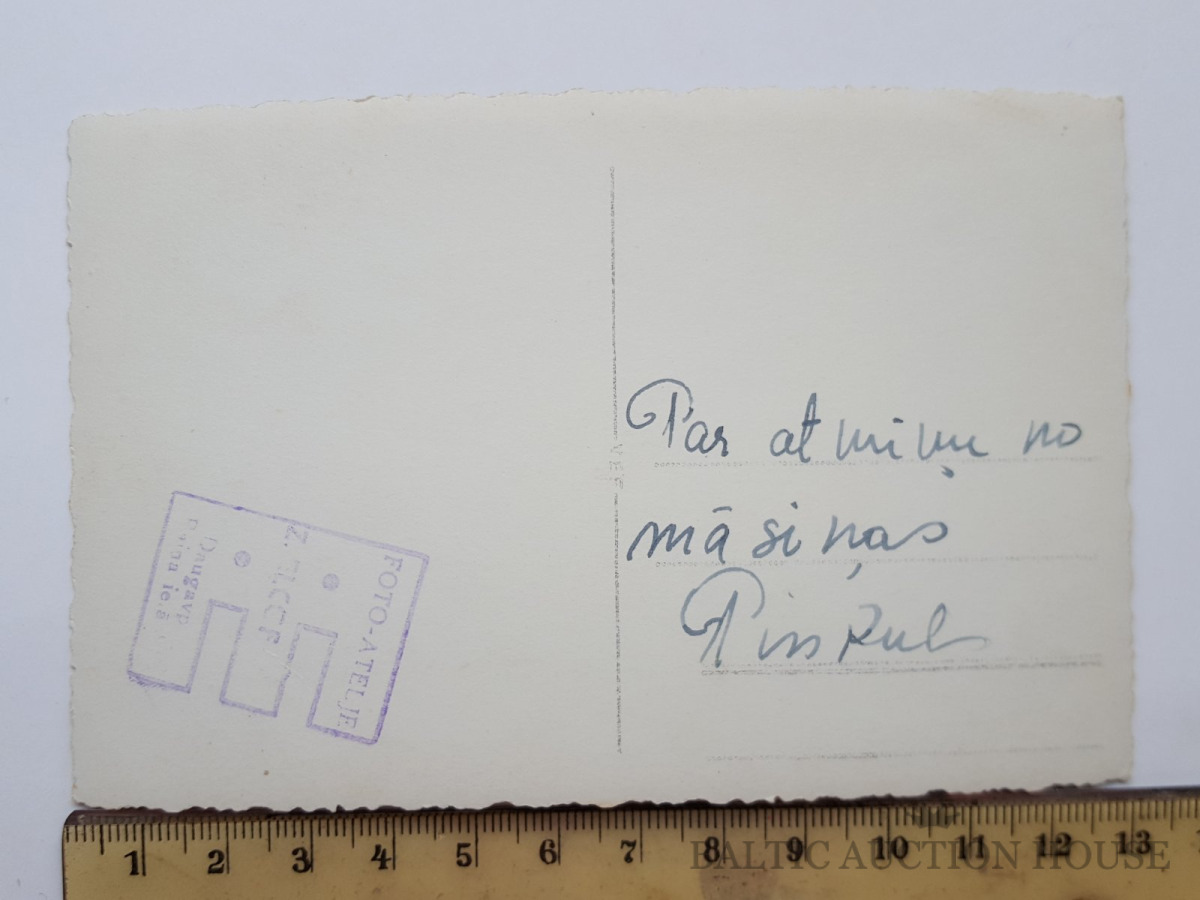 Par atmiņu no
māsiņas
VEF
FOTO-ATELJE
Z.
1 2 3 4 5 6 7 8 9 10 11 12 13
BALTIC AUCTION HOUSE